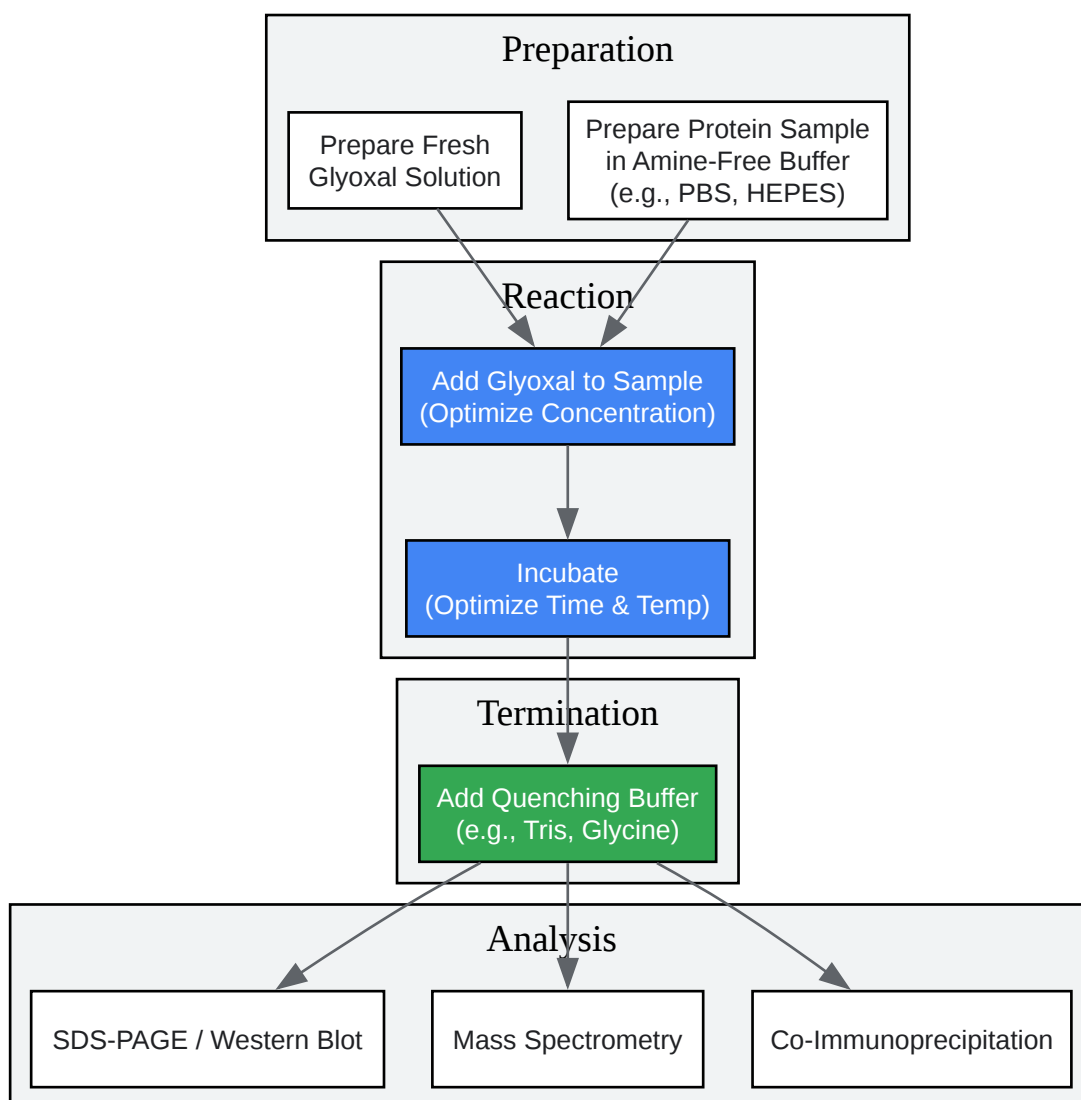 Preparation
Prepare Fresh
Glyoxal Solution
Prepare Protein Sample
in Amine-Free Buffer
(e.g., PBS, HEPES)
Reaction
Add Glyoxal to Sample
(Optimize Concentration)
Incubate
(Optimize Time & Temp)
Termination
Add Quenching Buffer
(e.g., Tris, Glycine)
Analysis
SDS-PAGE / Western Blot
Mass Spectrometry
Co-Immunoprecipitation